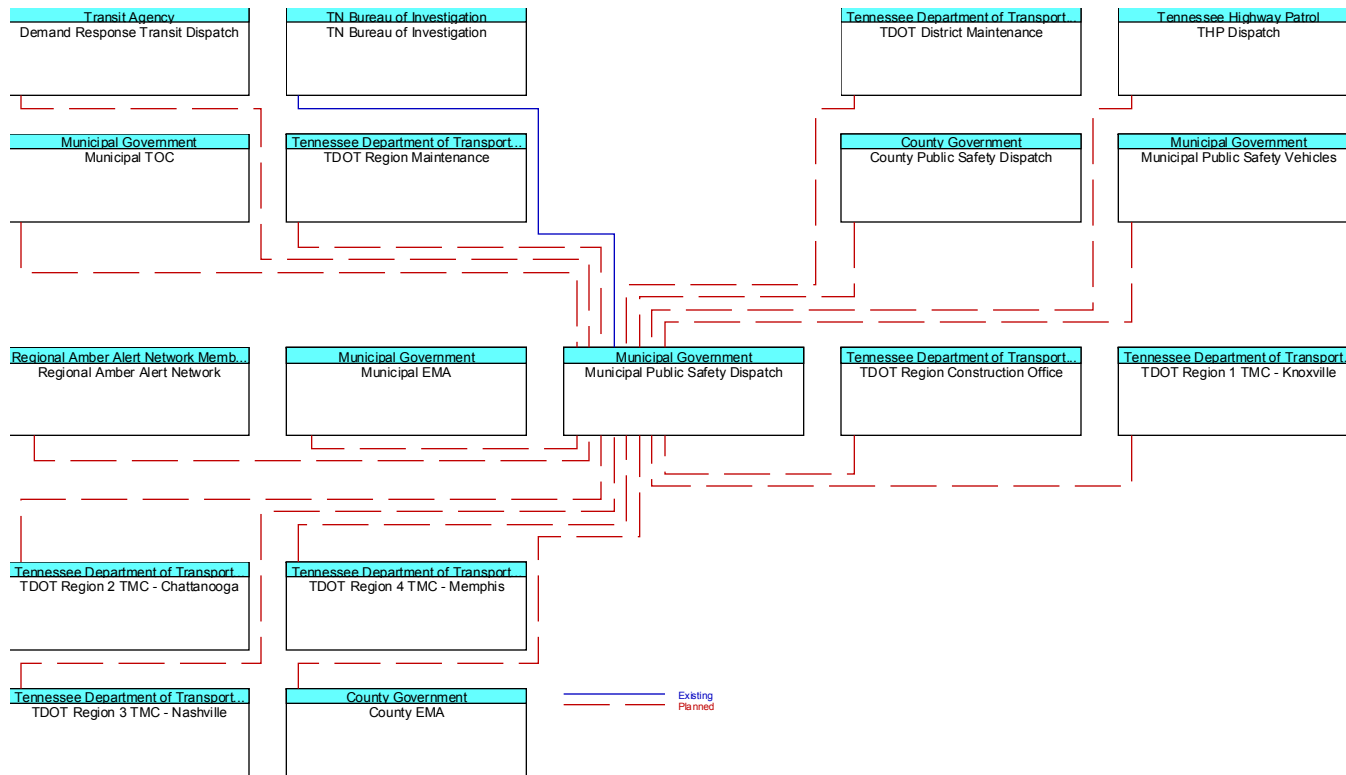 Transit Agency
Demand Response Transit Dispatch
TN Bureau of Investigation
TN Bureau of Investigation
Tennessee Department of Transport...
TDOT District Maintenance
Tennessee Highway Patrol
THP Dispatch
Municipal Government
Municipal TOC
Tennessee Department of Transport...
TDOT Region Maintenance
County Government
County Public Safety Dispatch
Municipal Government
Municipal Public Safety Vehicles
Regional Amber Alert Network Memb...
Regional Amber Alert Network
Municipal Government
Municipal EMA
Municipal Government
Municipal Public Safety Dispatch
Tennessee Department of Transport...
TDOT Region Construction Office
Tennessee Department of Transport...
TDOT Region 1 TMC - Knoxville
Tennessee Department of Transport...
TDOT Region 2 TMC - Chattanooga
Tennessee Department of Transport...
TDOT Region 4 TMC - Memphis
Tennessee Department of Transport...
TDOT Region 3 TMC - Nashville
County Government
County EMA
Existing
Planned